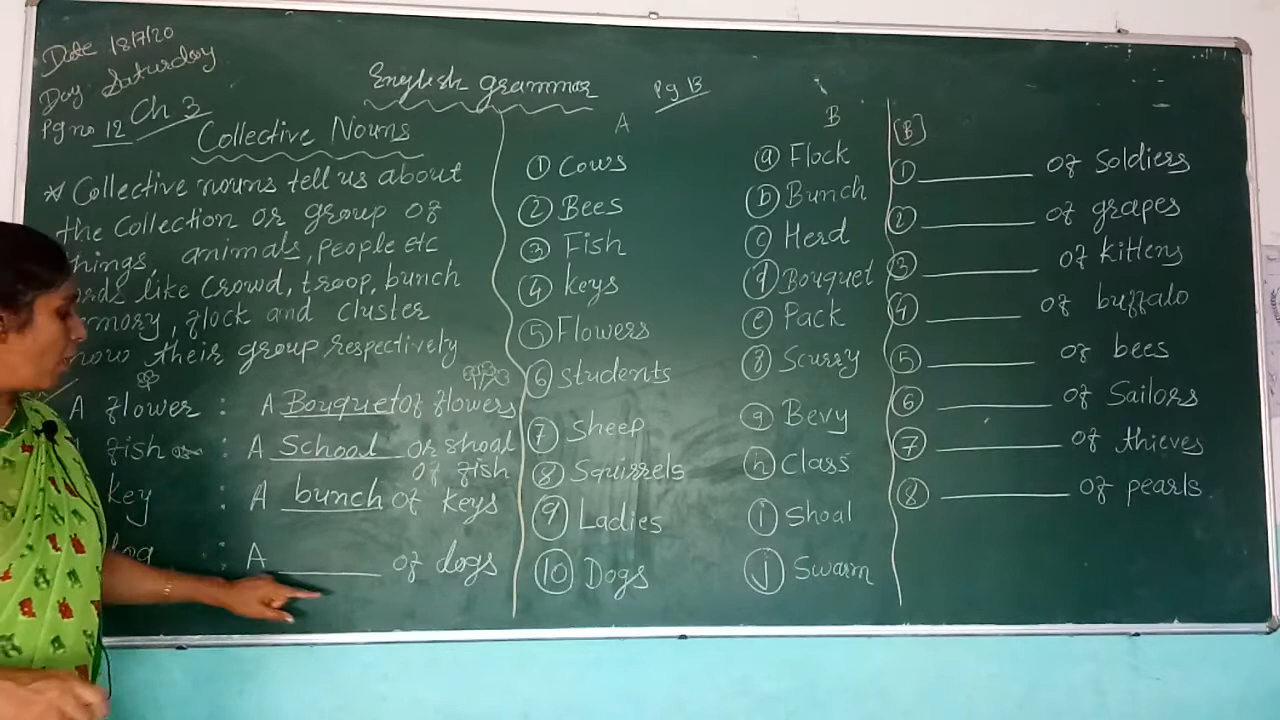 Date 18/7/20
Day Saturday
Pg no 12 Ch 3
English grammar
Pg 13
Collective Nouns
* Collective nouns tell us about
the Collection or group of
things, animals, people etc
like Crowd, troop, bunch
flock and cluster
their group respectively
A flower : A Bouquet of flowers
fish : A School or shoal
of fish
key : A bunch of keys
: A ______ of dogs
A
① Cows
② Bees
③ Fish
④ keys
⑤ Flowers
⑥ Students
⑦ Sheep
⑧ Squirrels
⑨ Ladies
⑩ Dogs
B
ⓐ Flock
ⓑ Bunch
ⓒ Herd
ⓓ Bouquet
ⓔ Pack
ⓕ Scurry
ⓖ Bevy
ⓗ Class
ⓘ Shoal
ⓙ Swarm
[B]
① ______ of Soldiers
② ______ of grapes
③ ______ of kittens
④ ______ of buffalo
⑤ ______ of bees
⑥ ______ of Sailors
⑦ ______ of thieves
⑧ ______ of pearls